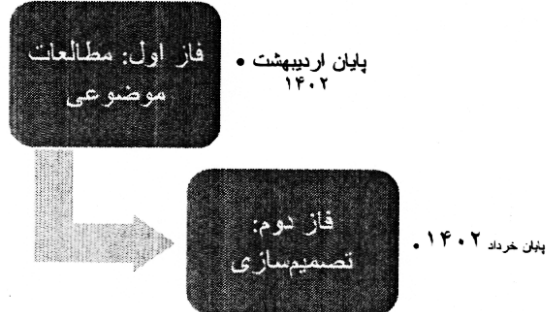 فاز اول: مطالعات
موضوعی
• پایان اردیبهشت
۱۴۰۲
فاز دوم:
تصمیم‌سازی
• پایان خرداد ۱۴۰۲